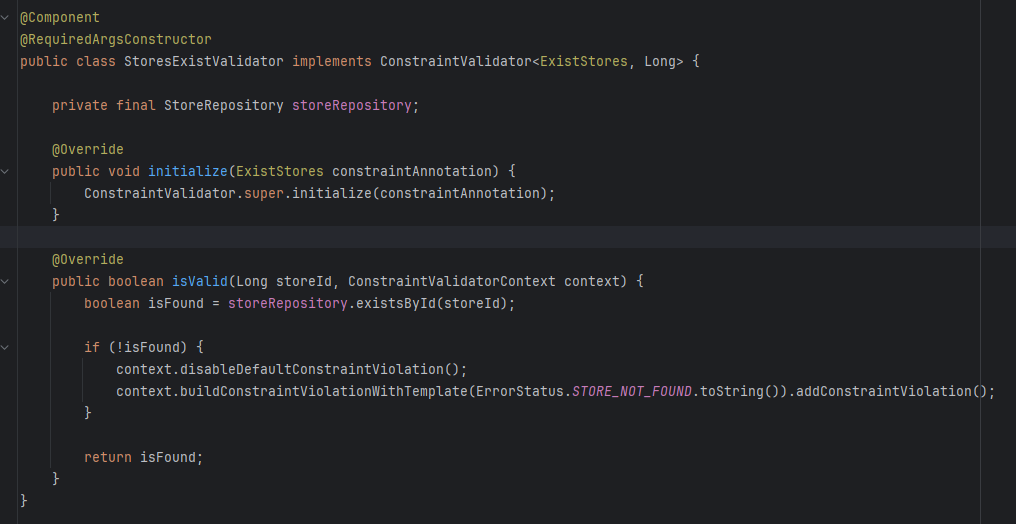 @Component
@RequiredArgsConstructor
public class StoresExistValidator implements ConstraintValidator<ExistStores, Long> {
private final StoreRepository storeRepository;
@Override
public void initialize(ExistStores constraintAnnotation) {
ConstraintValidator.super.initialize(constraintAnnotation);
}
@Override
public boolean isValid(Long storeId, ConstraintValidatorContext context) {
boolean isFound = storeRepository.existsById(storeId);
if (!isFound) {
context.disableDefaultConstraintViolation();
context.buildConstraintViolationWithTemplate(ErrorStatus.STORE_NOT_FOUND.toString()).addConstraintViolation();
}
return isFound;
}
}